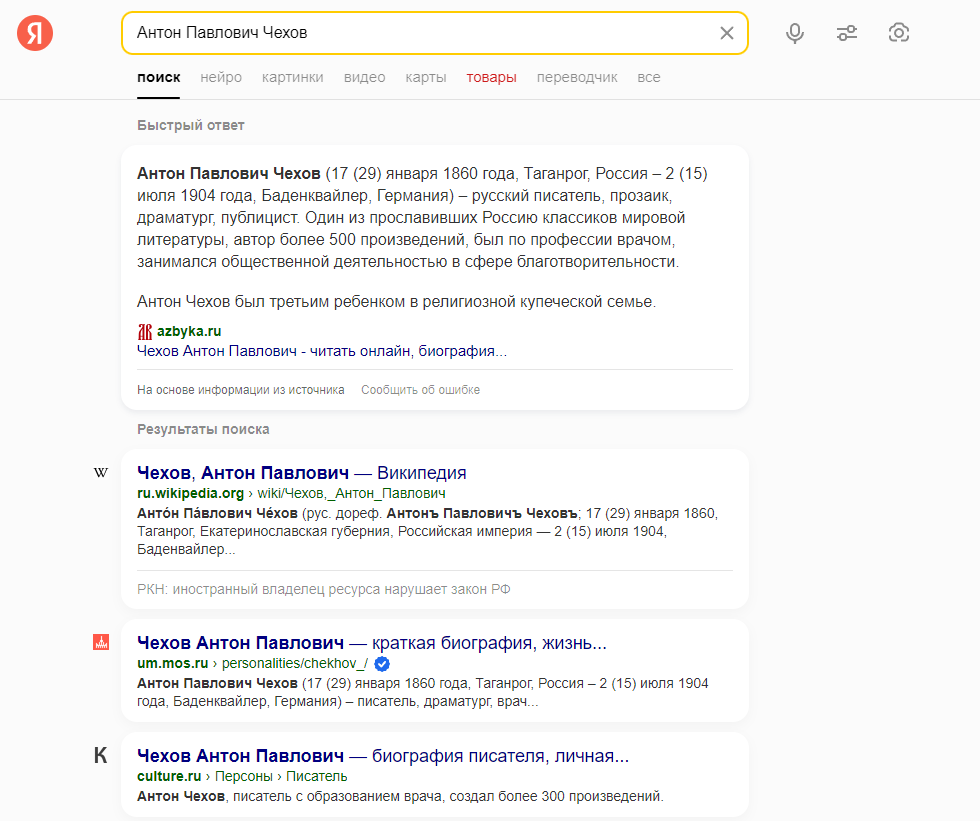 Я
Антон Павлович Чехов
поиск нейро картинки видео карты товары переводчик все
Быстрый ответ
Антон Павлович Чехов (17 (29) января 1860 года, Таганрог, Россия – 2 (15)
июля 1904 года, Баденквайлер, Германия) – русский писатель, прозаик,
драматург, публицист. Один из прославивших Россию классиков мировой
литературы, автор более 500 произведений, был по профессии врачом,
занимался общественной деятельностью в сфере благотворительности.
Антон Чехов был третьим ребенком в религиозной купеческой семье.
azbyka.ru
Чехов Антон Павлович - читать онлайн, биография...
На основе информации из источника Сообщить об ошибке
Результаты поиска
W
Чехов, Антон Павлович — Википедия
ru.wikipedia.org › wiki/Чехов,_Антон_Павлович
Анто́н Па́влович Че́хов (рус. дореф. Антонъ Павловичъ Чеховъ; 17 (29) января 1860,
Таганрог, Екатеринославская губерния, Российская империя — 2 (15) июля 1904,
Баденвайлер...
РКН: иностранный владелец ресурса нарушает закон РФ
Чехов Антон Павлович — краткая биография, жизнь...
um.mos.ru › personalities/chekhov_/
Антон Павлович Чехов (17 (29) января 1860 года, Таганрог, Россия – 2 (15) июля 1904
года, Баденквайлер, Германия) – писатель, драматург, врач...
К
Чехов Антон Павлович — биография писателя, личная...
culture.ru › Персоны › Писатель
Антон Чехов, писатель с образованием врача, создал более 300 произведений.